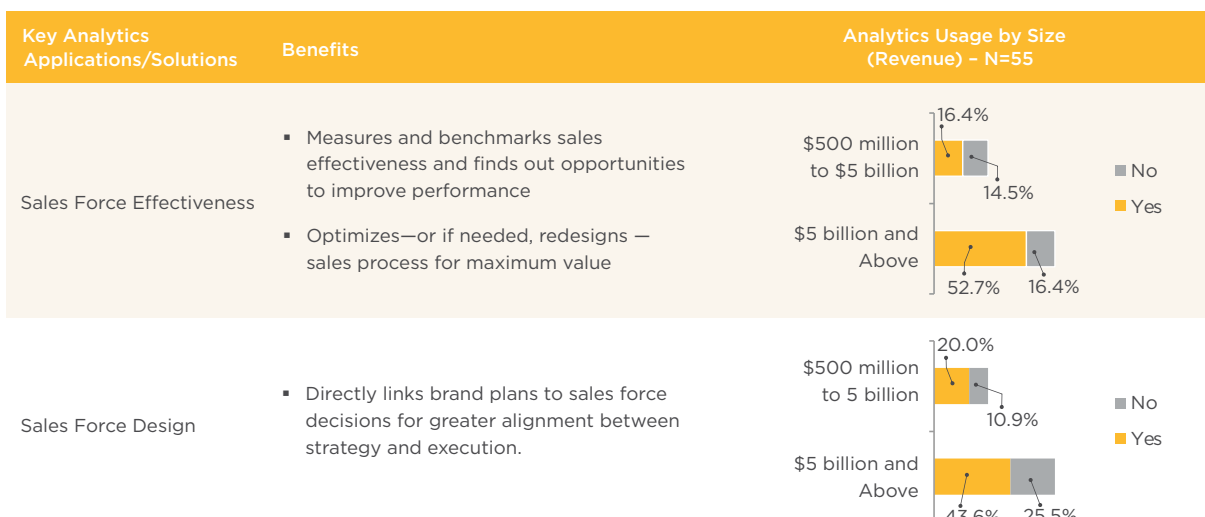 Key Analytics
Applications/Solutions
Benefits
Analytics Usage by Size
(Revenue) – N=55
Sales Force Effectiveness
▪ Measures and benchmarks sales
effectiveness and finds out opportunities
to improve performance
▪ Optimizes—or if needed, redesigns —
sales process for maximum value
$500 million
to $5 billion
16.4%
14.5%
$5 billion and
Above
52.7%
16.4%
No
Yes
Sales Force Design
▪ Directly links brand plans to sales force
decisions for greater alignment between
strategy and execution.
$500 million
to 5 billion
20.0%
10.9%
$5 billion and
Above
43.6%
25.5%
No
Yes